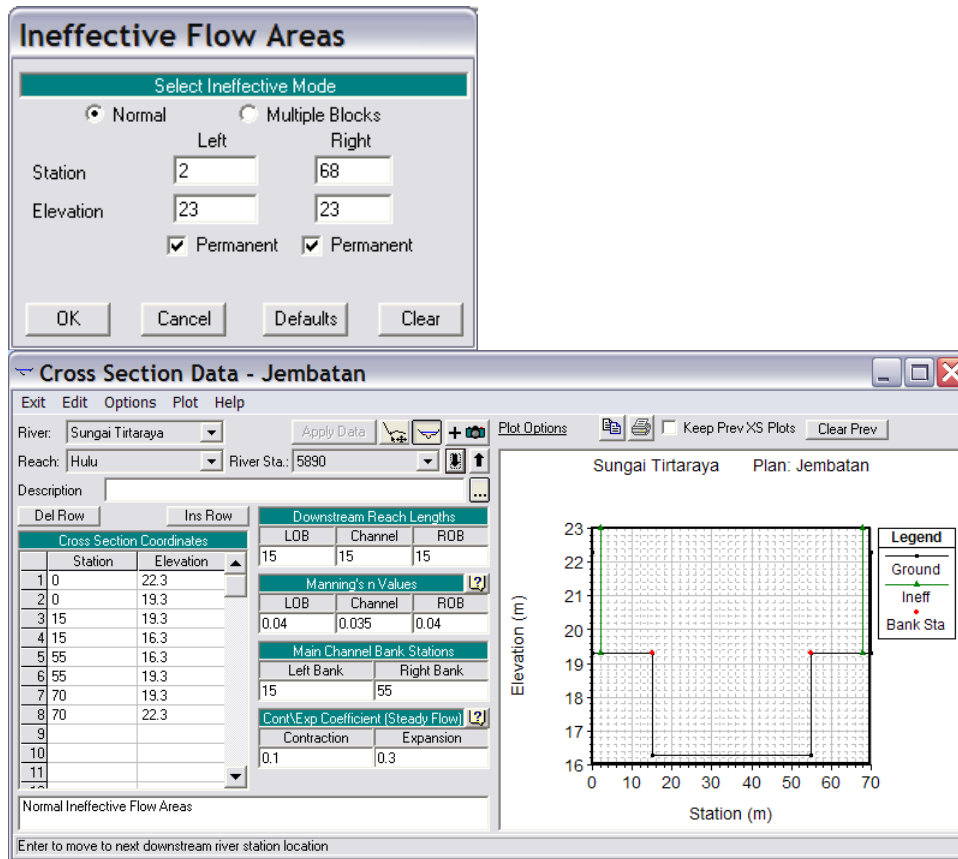 Ineffective Flow Areas
Select Ineffective Mode
Normal Multiple Blocks
Left Right
Station 2 68
Elevation 23 23
Permanent Permanent
OK Cancel Defaults Clear
Cross Section Data - Jembatan
Exit Edit Options Plot Help
River: Sungai Tirtaraya Apply Data
Reach: Hulu River Sta.: 5890
Description ...
Del Row Ins Row
Cross Section Coordinates
Station Elevation
1 0 22.3
2 0 19.3
3 15 19.3
4 15 16.3
5 55 16.3
6 55 19.3
7 70 19.3
8 70 22.3
9
10
11
Downstream Reach Lengths
LOB Channel ROB
15 15 15
Manning's n Values
LOB Channel ROB
0.04 0.035 0.04
Main Channel Bank Stations
Left Bank Right Bank
15 55
Cont\Exp Coefficient (Steady Flow)
Contraction Expansion
0.1 0.3
Normal Ineffective Flow Areas
Enter to move to next downstream river station location
Plot Options Keep Prev XS Plots Clear Prev
Sungai Tirtaraya Plan: Jembatan
Elevation (m)
23
22
21
20
19
18
17
16
0 10 20 30 40 50 60 70
Station (m)
Legend
Ground
Ineff
Bank Sta